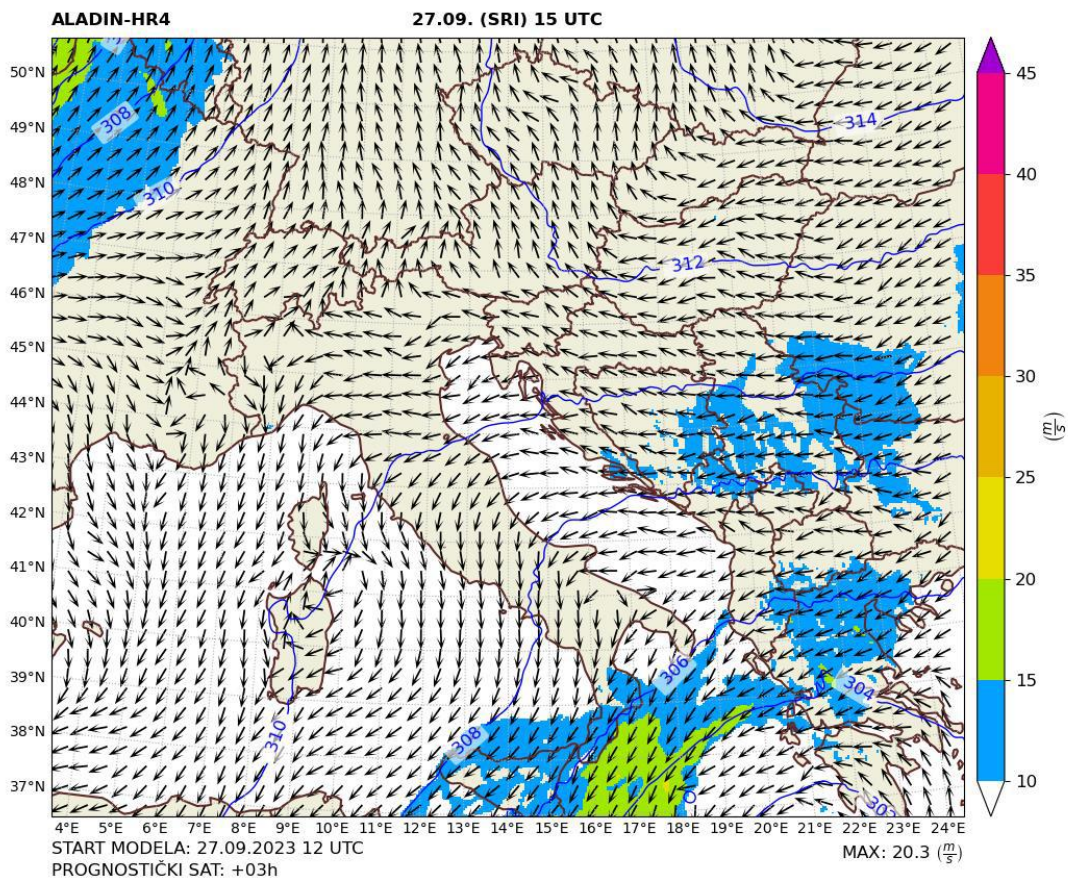 ALADIN-HR4 27.09. (SRI) 15 UTC
50°N
49°N
48°N
47°N
46°N
45°N
44°N
43°N
42°N
41°N
40°N
39°N
38°N
37°N
308
310
314
312
306
304
308
310
302
45
40
35
30
25
20
15
10
(m/s)
4°E 5°E 6°E 7°E 8°E 9°E 10°E 11°E 12°E 13°E 14°E 15°E 16°E 17°E 18°E 19°E 20°E 21°E 22°E 23°E 24°E
START MODELA: 27.09.2023 12 UTC MAX: 20.3 (m/s)
PROGNOSTIČKI SAT: +03h